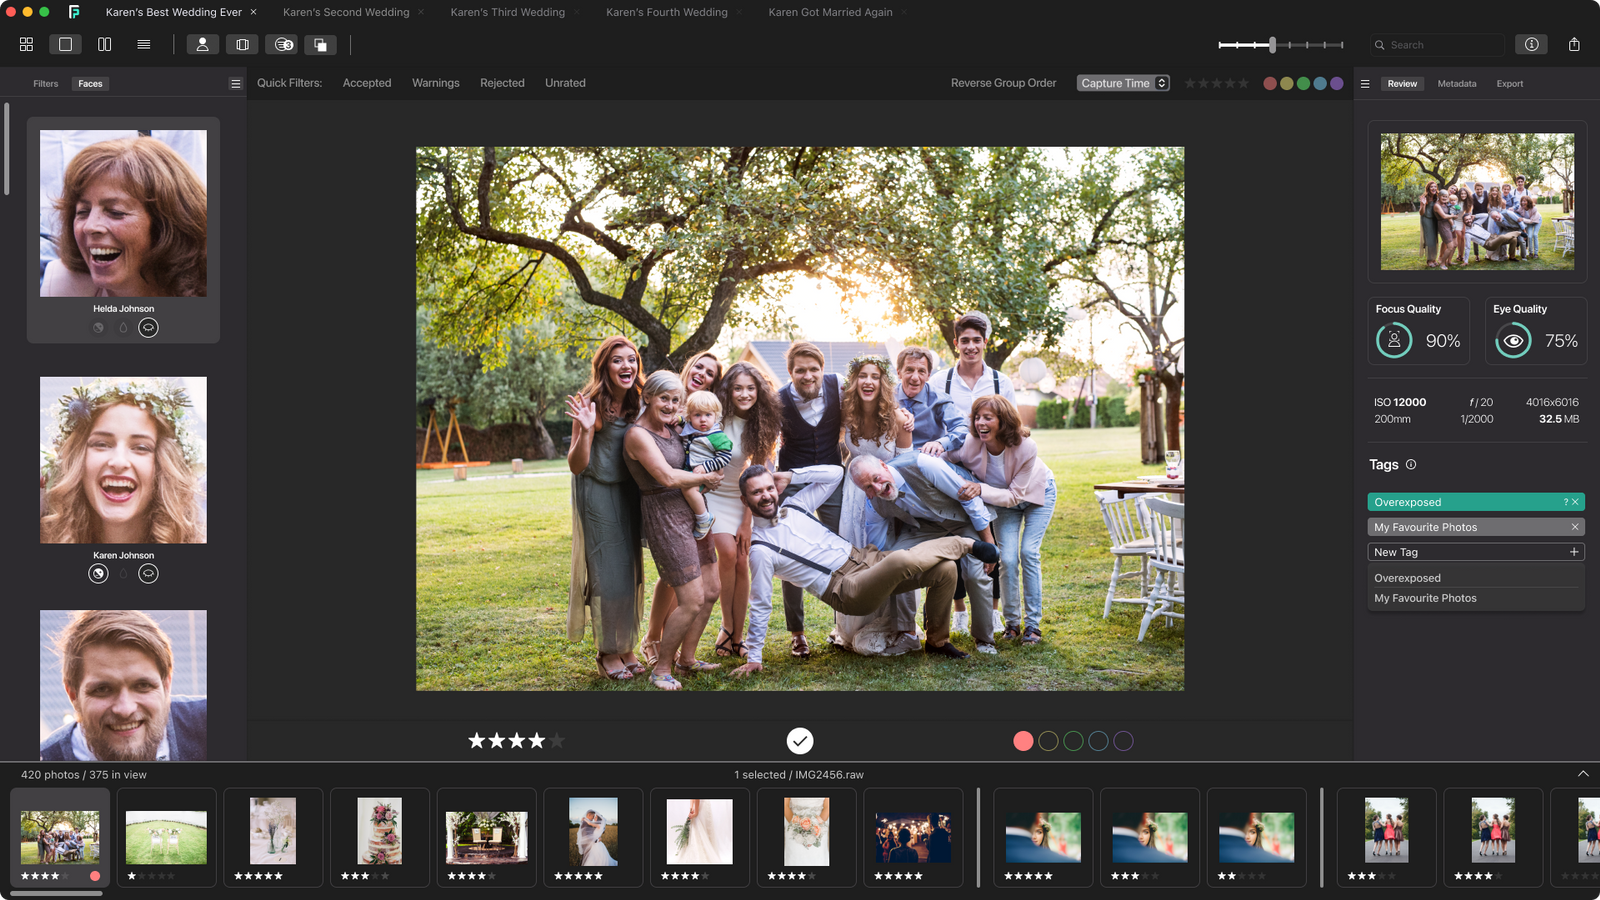 Karen's Best Wedding Ever
Karen's Second Wedding
Karen's Third Wedding
Karen's Fourth Wedding
Karen Got Married Again
3
Search
Filters
Faces
Quick Filters:
Accepted
Warnings
Rejected
Unrated
Reverse Group Order
Capture Time
Review
Metadata
Export
Helda Johnson
Karen Johnson
Focus Quality
90%
Eye Quality
75%
ISO 12000
f / 20
4016x6016
200mm
1/2000
32.5 MB
Tags
Overexposed
?
My Favourite Photos
New Tag
Overexposed
My Favourite Photos
420 photos / 375 in view
1 selected / IMG2456.raw